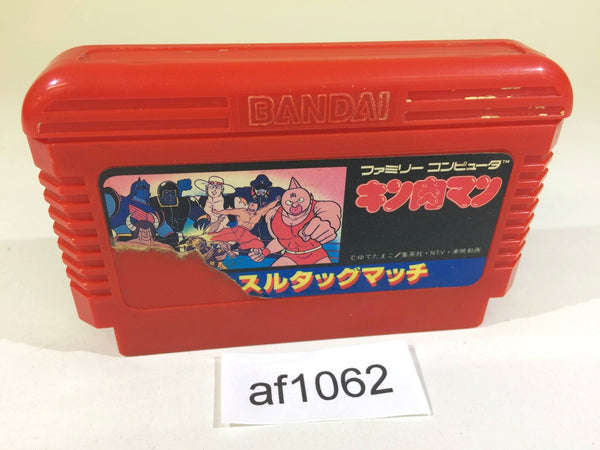 BANDAI
ファミリー コンピュータ™
キン肉マン
©ゆでたまご/集英社・NTV・東映動画
スルタッグマッチ
af1062